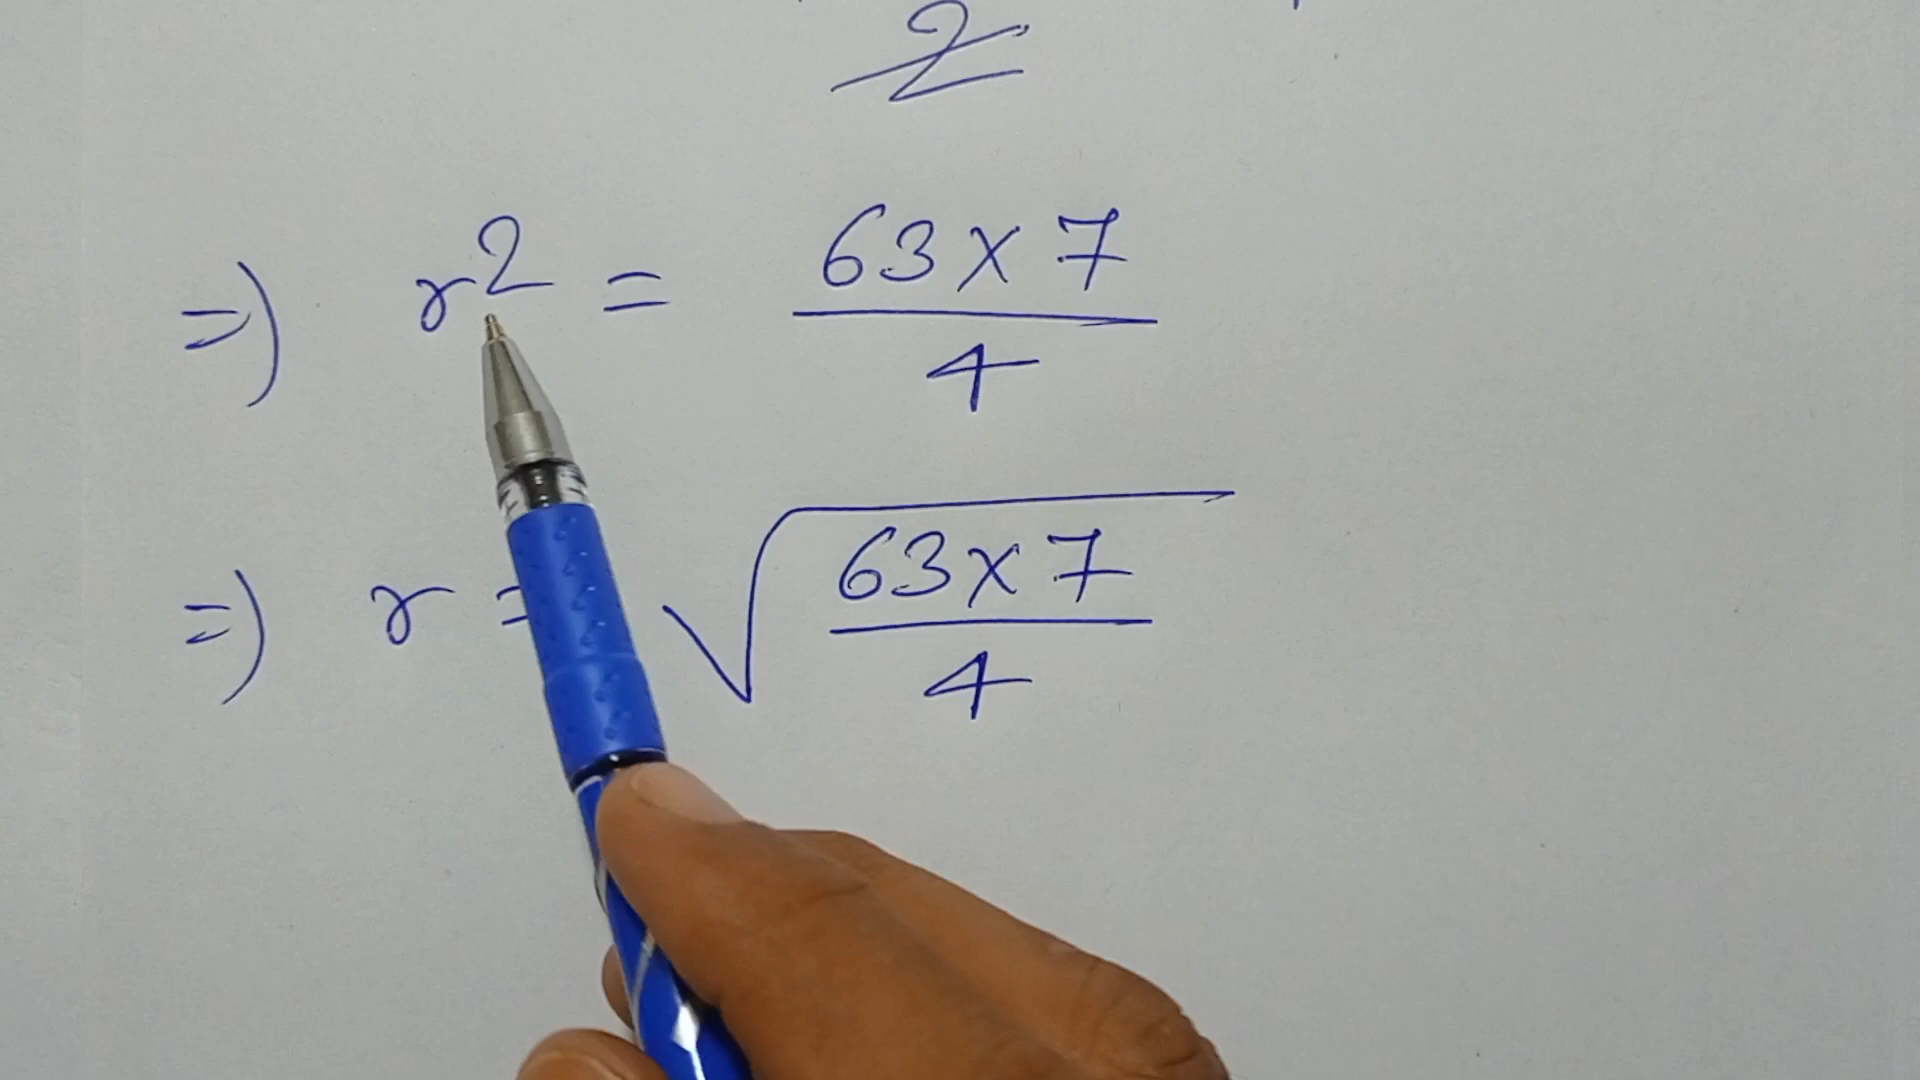 2
=) r² = 63 x 7 / 4
=) r = √(63 x 7 / 4)